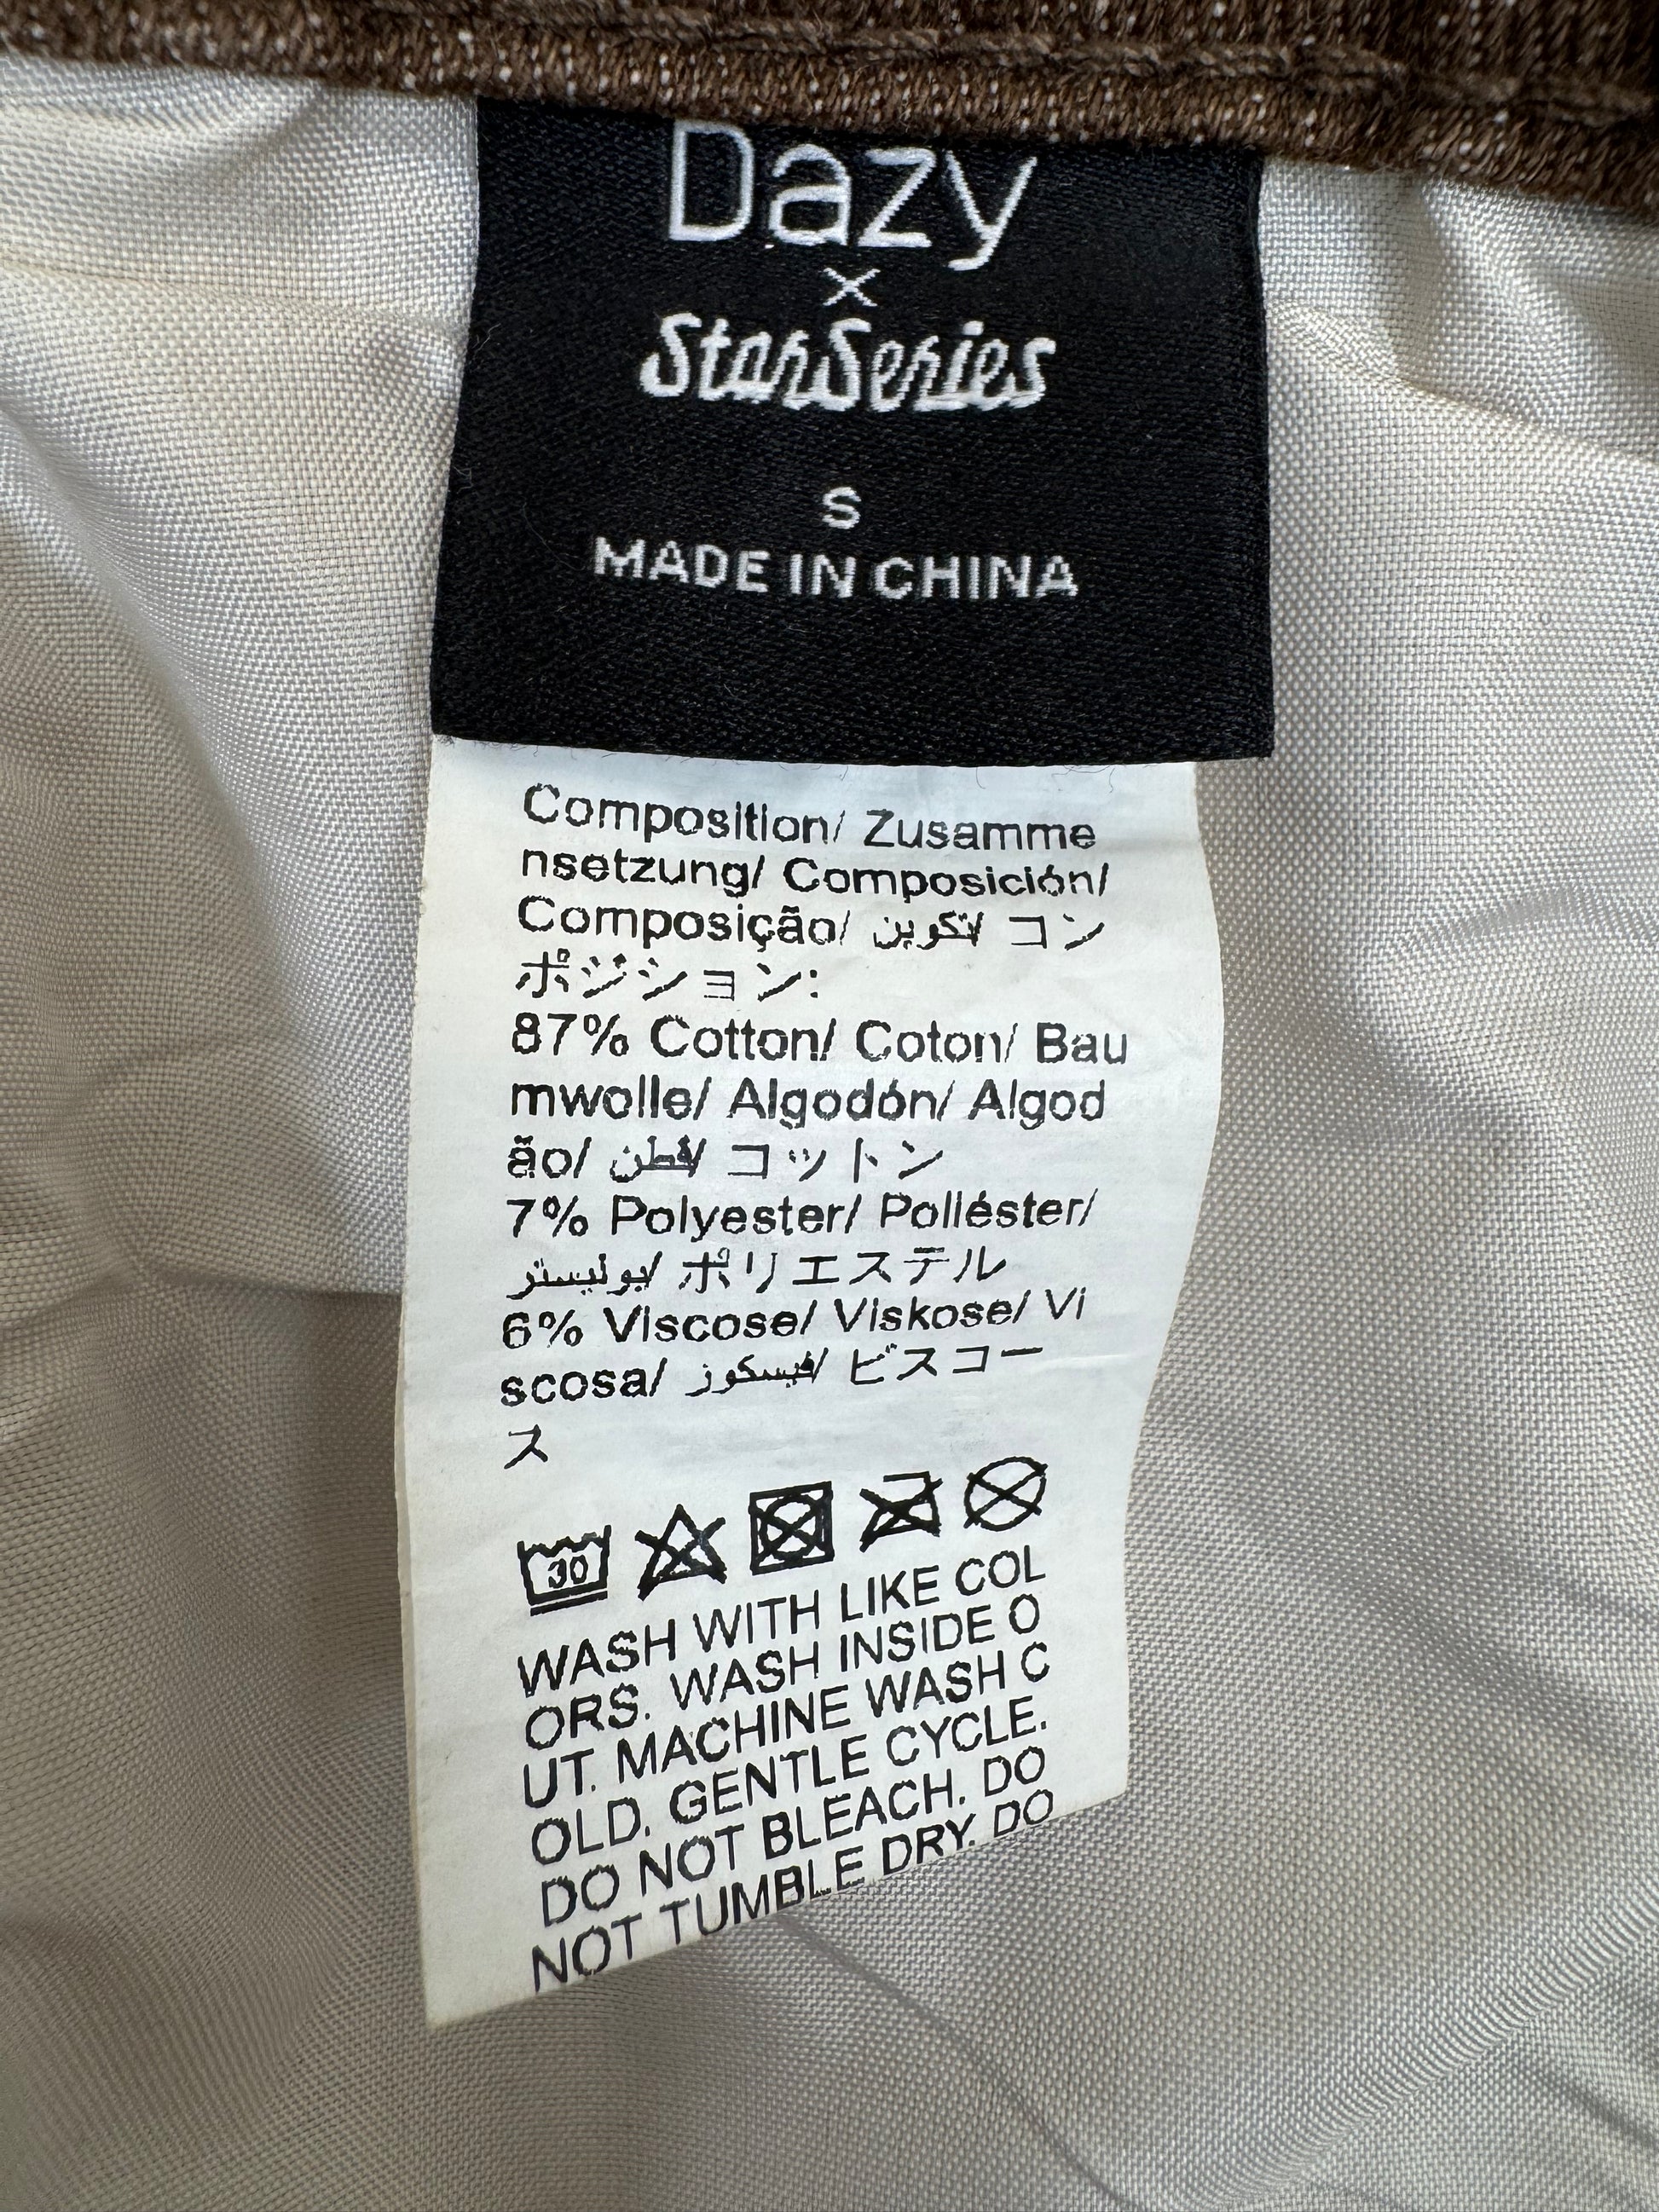 Dazy
×
StarSeries
S
MADE IN CHINA
Composition/ Zusamme
nsetzung/ Composición/
Composição/ تكوين/ コン
ポジション:
87% Cotton/ Coton/ Bau
mwolle/ Algodón/ Algod
ão/ قطن/ コットン
7% Polyester/ Poliéster/
بوليستر/ ポリエステル
6% Viscose/ Viskose/ Vi
scosa/ فيسكوز/ ビスコー
ス
30
WASH WITH LIKE COL
ORS. WASH INSIDE O
UT. MACHINE WASH C
OLD. GENTLE CYCLE.
DO NOT BLEACH. DO
NOT TUMBLE DRY. DO